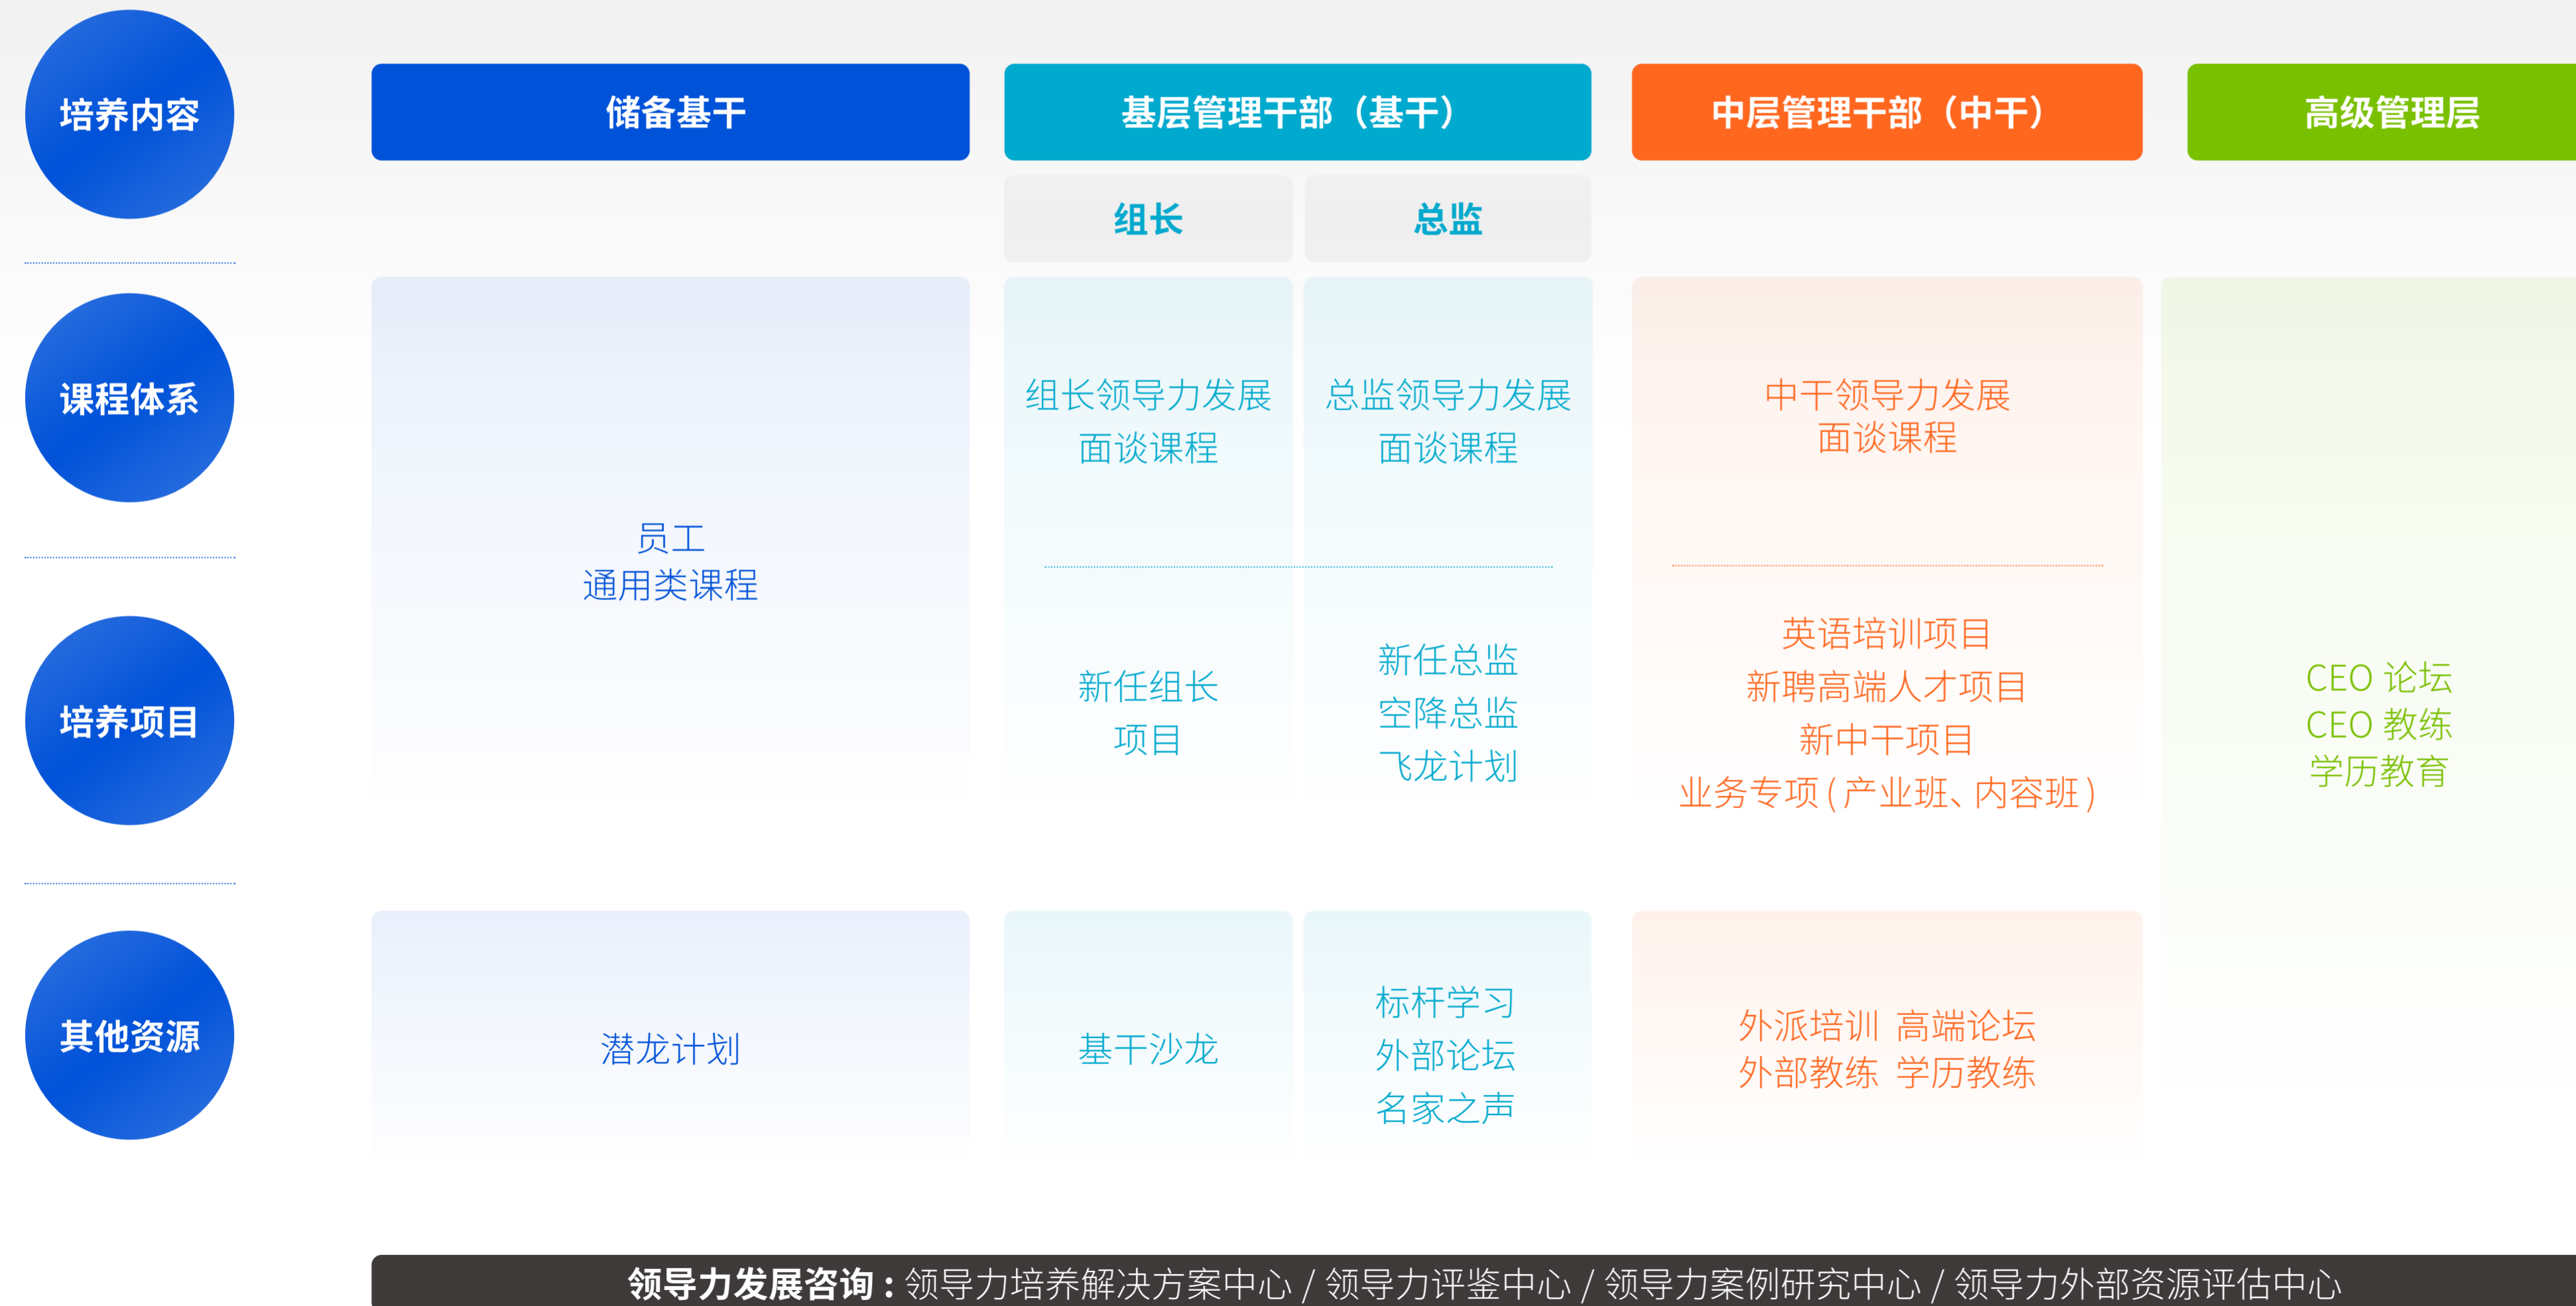 培养内容
储备基干
基层管理干部（基干）
中层管理干部（中干）
高级管理层
组长
总监
课程体系
员工
通用类课程
组长领导力发展
面谈课程
总监领导力发展
面谈课程
中干领导力发展
面谈课程
培养项目
新任组长
项目
新任总监
空降总监
飞龙计划
英语培训项目
新聘高端人才项目
新中干项目
业务专项(产业班、内容班)
CEO 论坛
CEO 教练
学历教育
其他资源
潜龙计划
基干沙龙
标杆学习
外部论坛
名家之声
外派培训 高端论坛
外部教练 学历教练
领导力发展咨询：领导力培养解决方案中心 / 领导力评鉴中心 / 领导力案例研究中心 / 领导力外部资源评估中心